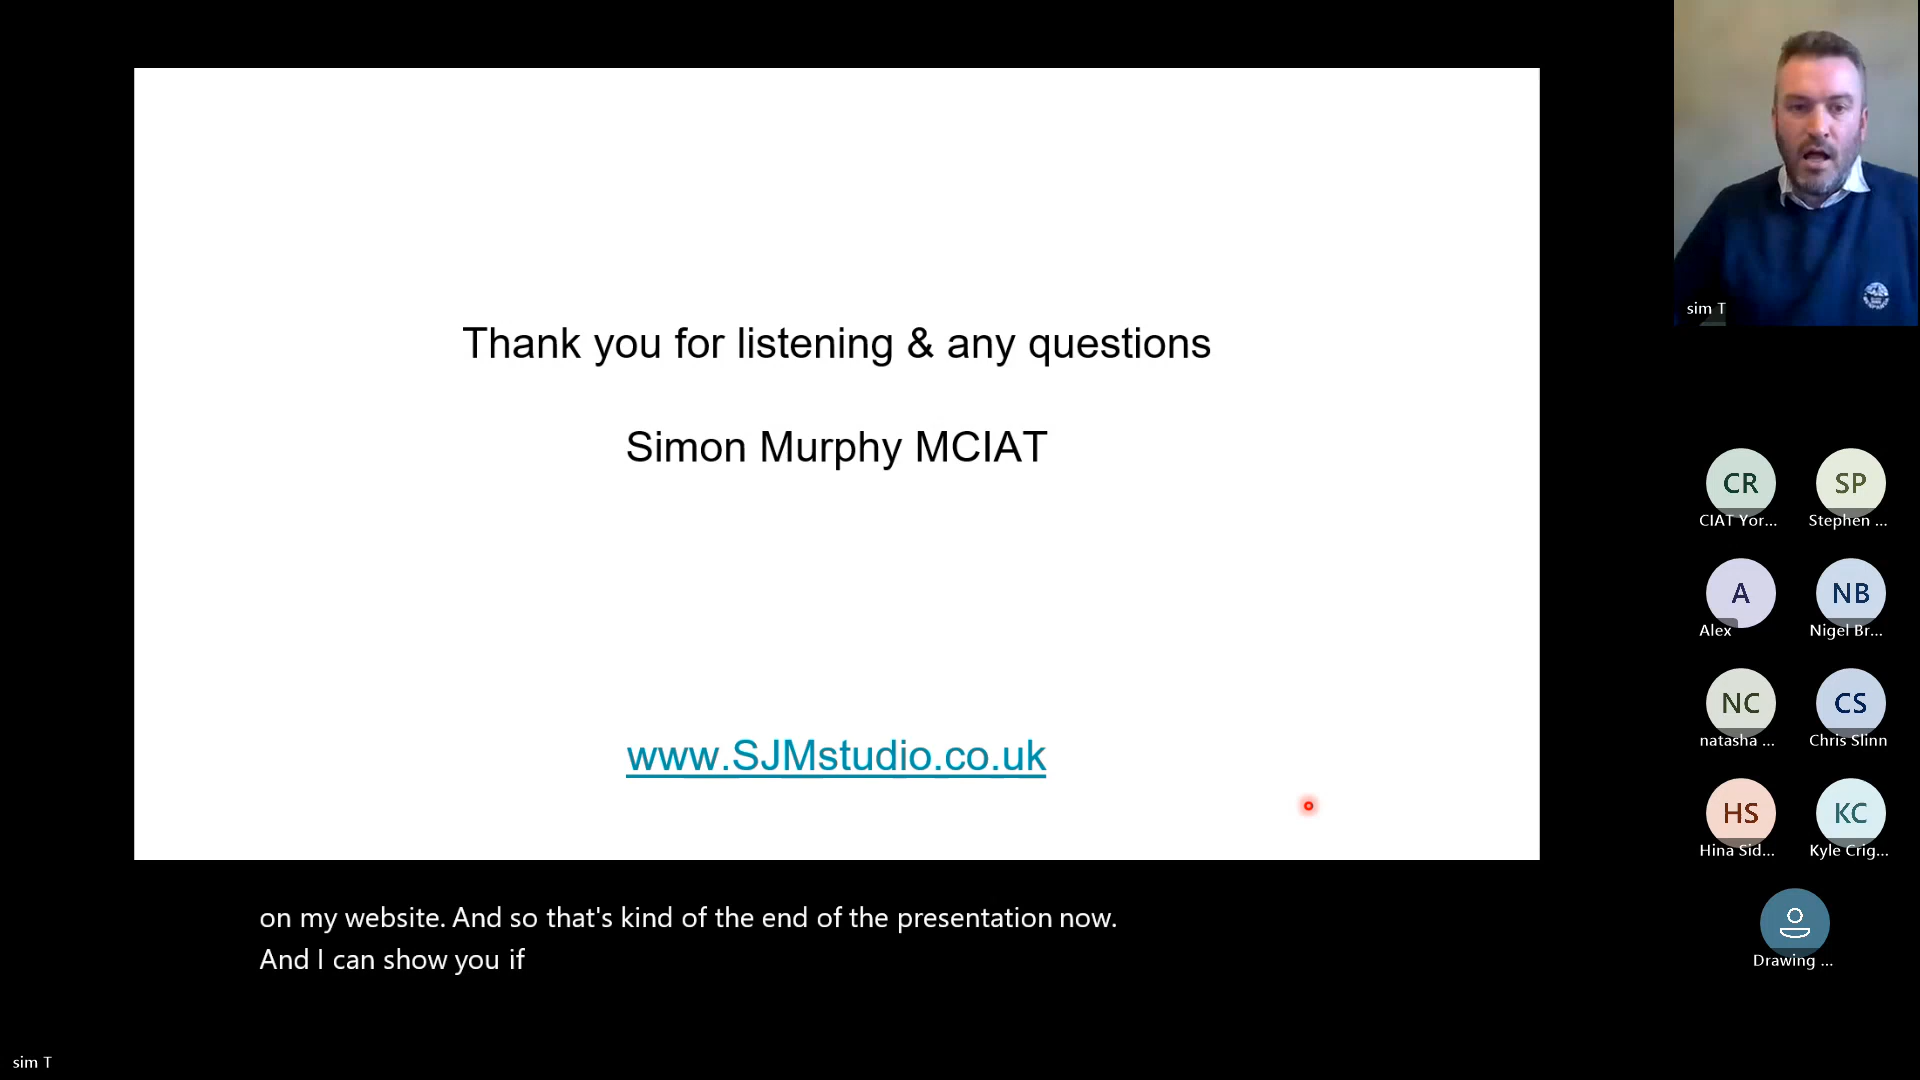 Thank you for listening & any questions
Simon Murphy MCIAT
www.SJMstudio.co.uk
on my website. And so that's kind of the end of the presentation now.
And I can show you if
sim T
sim T
CR
CIAT Yor...
SP
Stephen ...
A
Alex
NB
Nigel Br...
NC
natasha ...
CS
Chris Slinn
HS
Hina Sid...
KC
Kyle Crig...
Drawing ...